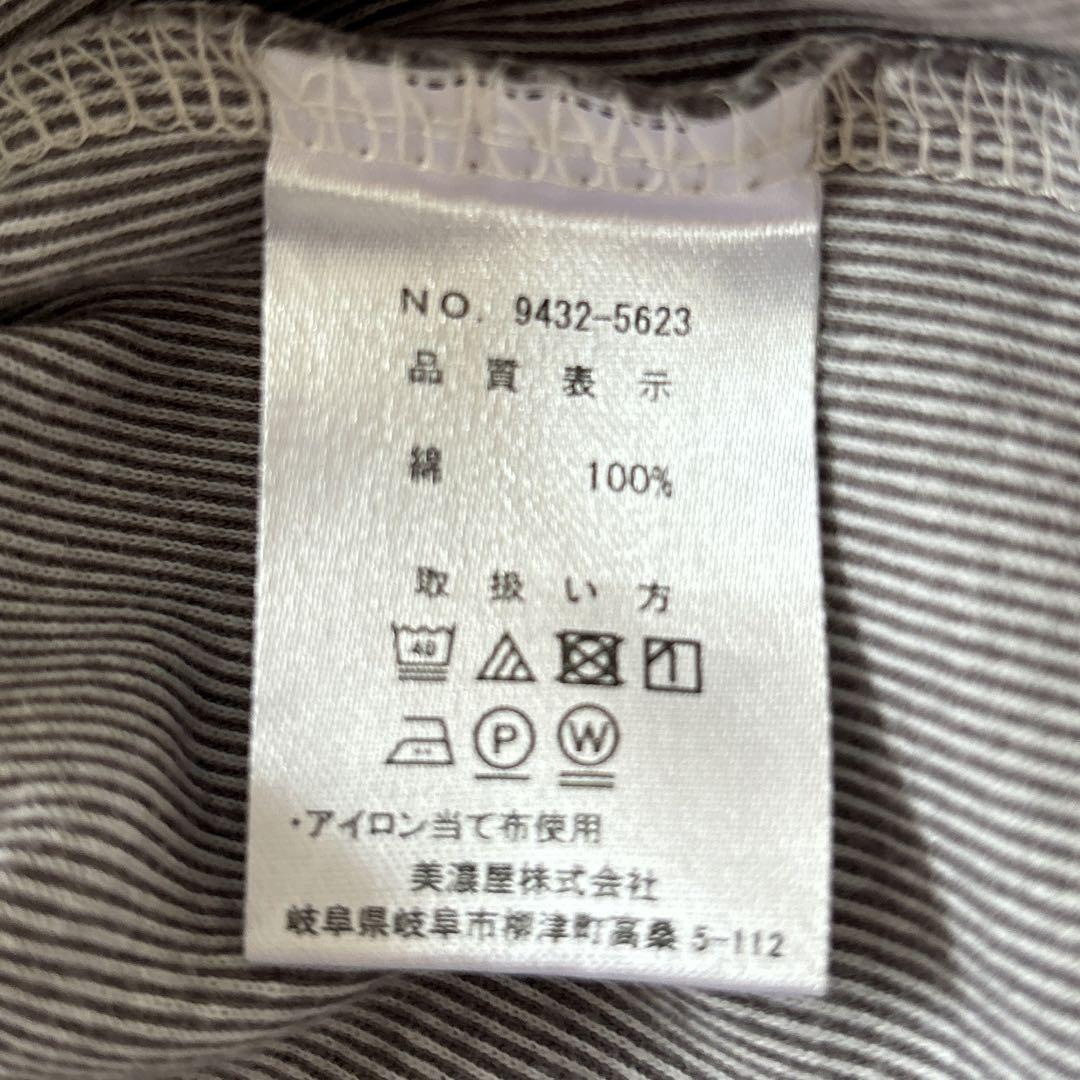 NO. 9432-5623
品質表示
綿 100%
取扱い方
40
P W
・アイロン当て布使用
美濃屋株式会社
岐阜県岐阜市柳津町高桑5-112